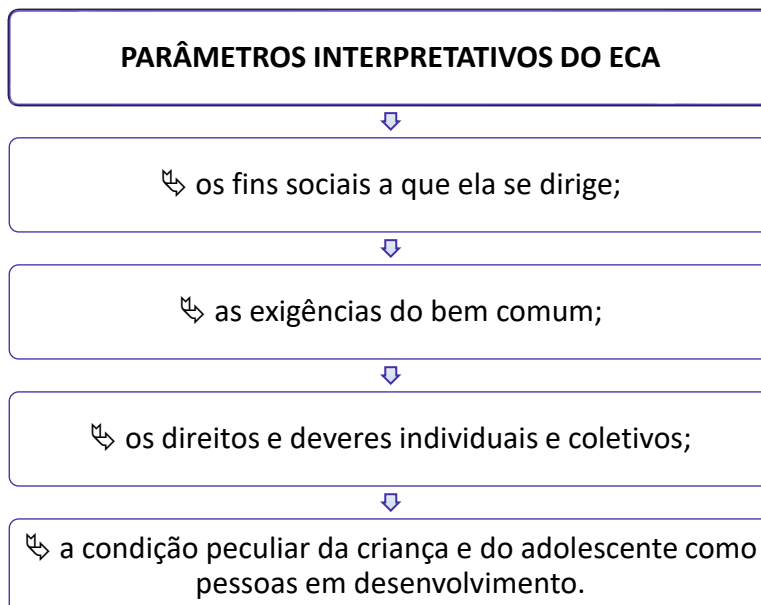 PARÂMETROS INTERPRETATIVOS DO ECA
↳ os fins sociais a que ela se dirige;
↳ as exigências do bem comum;
↳ os direitos e deveres individuais e coletivos;
↳ a condição peculiar da criança e do adolescente como
pessoas em desenvolvimento.